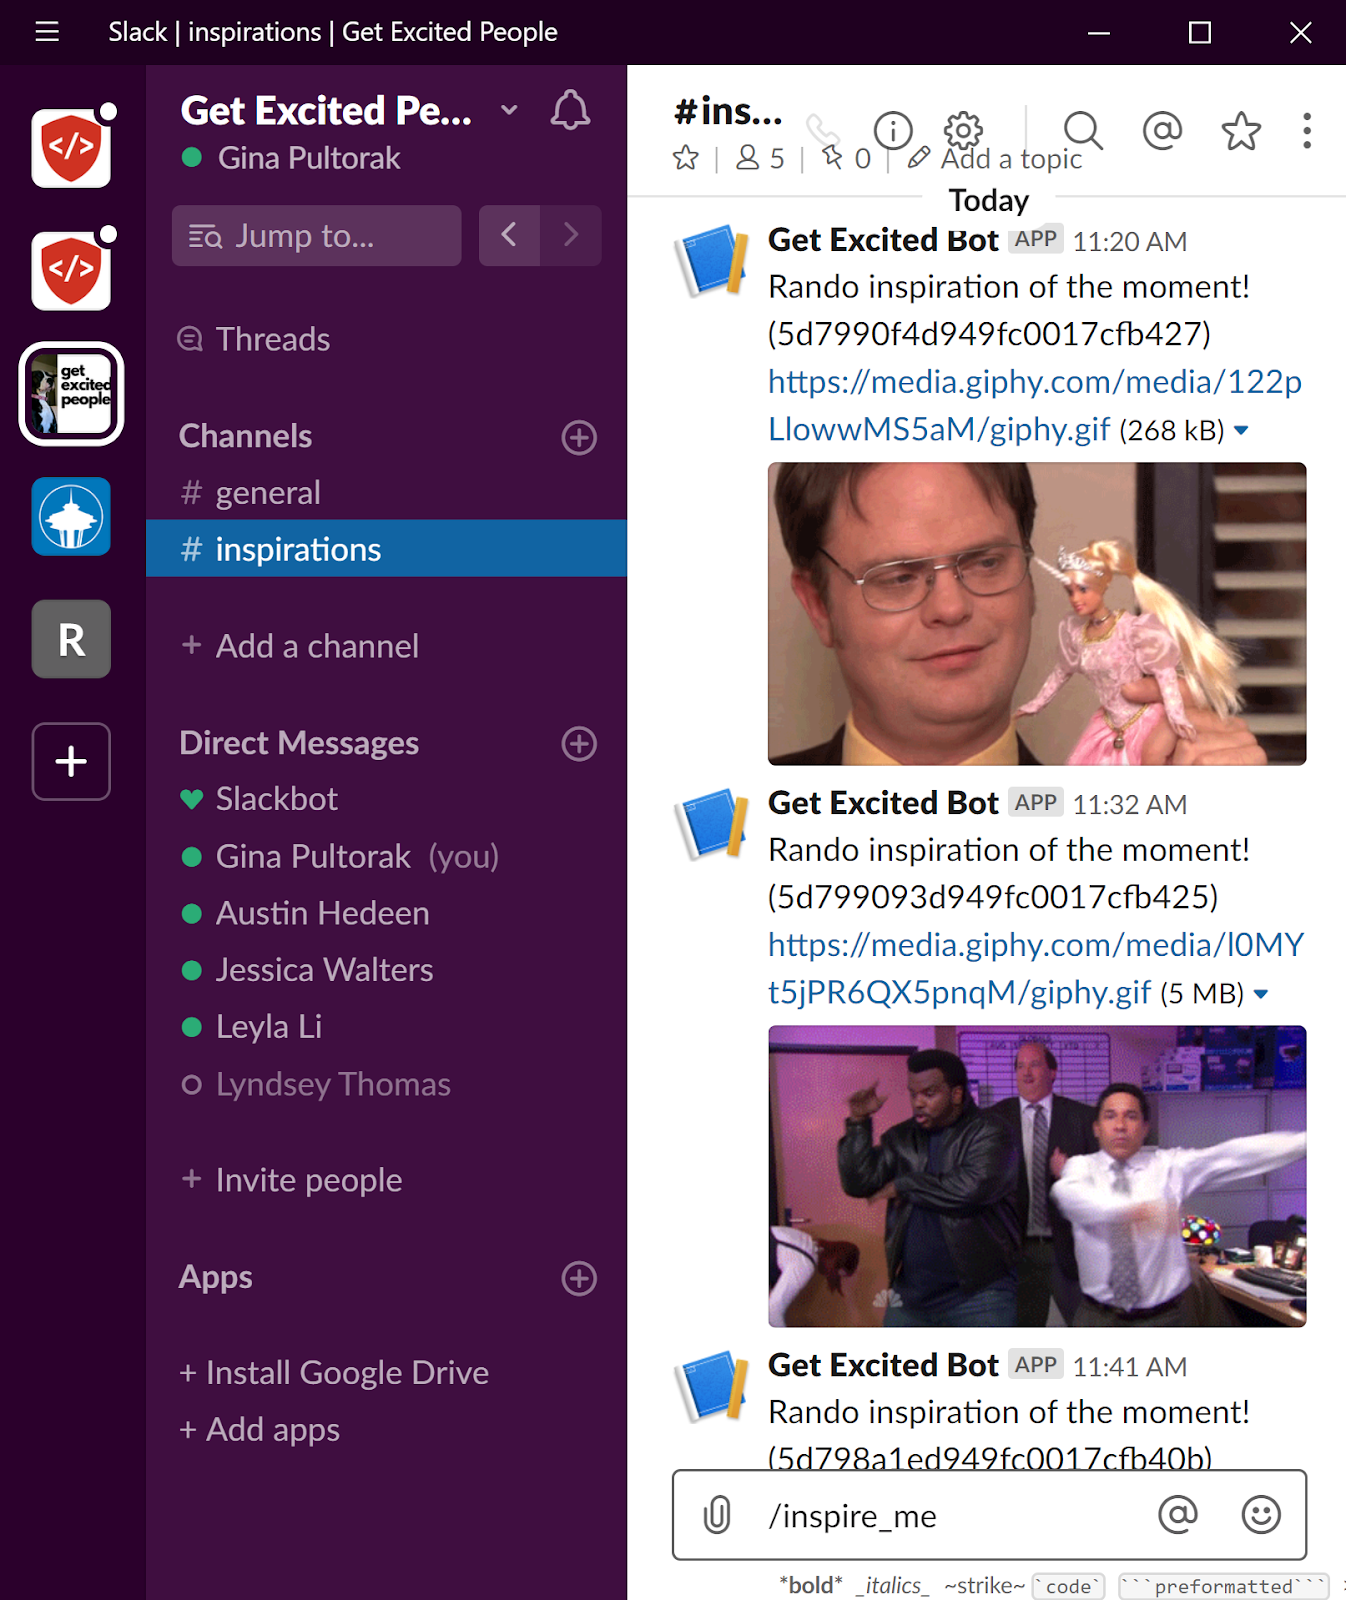 Slack | inspirations | Get Excited People
Get Excited Pe...
Gina Pultorak
Jump to...
Threads
Channels
# general
# inspirations
+ Add a channel
Direct Messages
Slackbot
Gina Pultorak (you)
Austin Hedeen
Jessica Walters
Leyla Li
Lyndsey Thomas
+ Invite people
Apps
+ Install Google Drive
+ Add apps
</>
</>
get
excited
people
R
#ins...
5 | 0 | Add a topic
Today
Get Excited Bot APP 11:20 AM
Rando inspiration of the moment!
(5d7990f4d949fc0017cfb427)
https://media.giphy.com/media/122p
LlowwMS5aM/giphy.gif (268 kB)
Get Excited Bot APP 11:32 AM
Rando inspiration of the moment!
(5d799093d949fc0017cfb425)
https://media.giphy.com/media/l0MY
t5jPR6QX5pnqM/giphy.gif (5 MB)
Get Excited Bot APP 11:41 AM
Rando inspiration of the moment!
(5d798a1ed949fc0017cfb40b)
/inspire_me
*bold* _italics_ ~strike~ `code` ```preformatted```